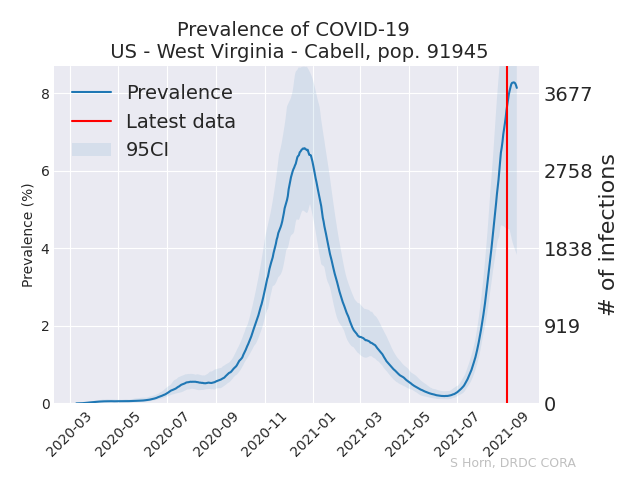 Prevalence of COVID-19
US - West Virginia - Cabell, pop. 91945
Prevalence
Latest data
95CI
8
6
4
2
0
Prevalence (%)
3677
2758
1838
919
0
# of infections
2020-03
2020-05
2020-07
2020-09
2020-11
2021-01
2021-03
2021-05
2021-07
2021-09
S Horn, DRDC CORA